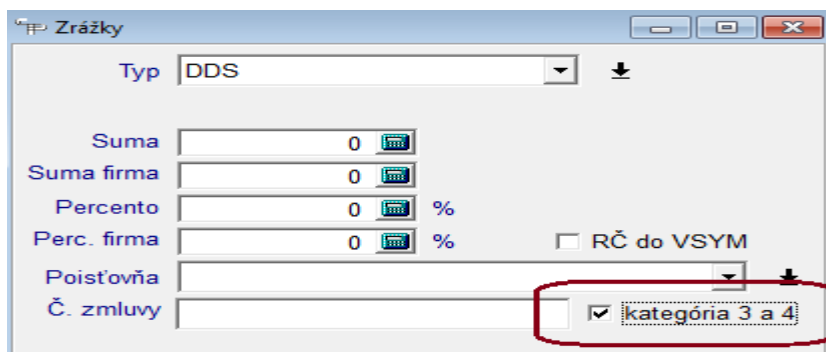 Zrážky
Typ DDS
Suma 0
Suma firma 0
Percento 0 %
Perc. firma 0 % RČ do VSYM
Poisťovňa
Č. zmluvy kategória 3 a 4